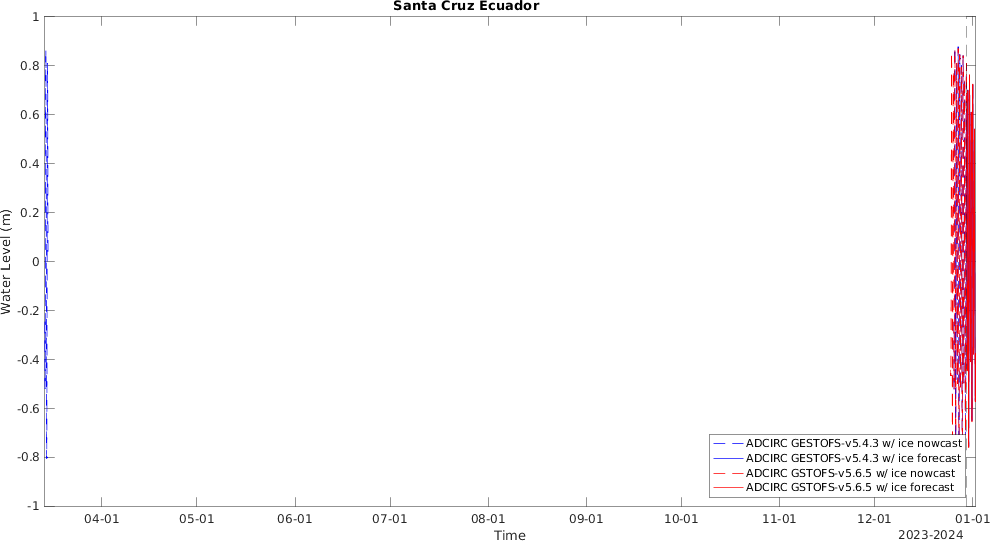 Santa Cruz Ecuador
Water Level (m)
1
0.8
0.6
0.4
0.2
0
-0.2
-0.4
-0.6
-0.8
-1
ADCIRC GESTOFS-v5.4.3 w/ ice nowcast
ADCIRC GESTOFS-v5.4.3 w/ ice forecast
ADCIRC GSTOFS-v5.6.5 w/ ice nowcast
ADCIRC GSTOFS-v5.6.5 w/ ice forecast
04-01 05-01 06-01 07-01 08-01 09-01 10-01 11-01 12-01 01-01
2023-2024
Time